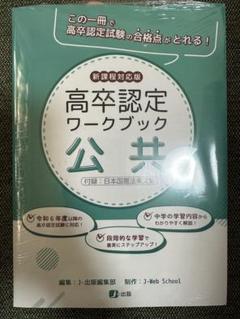 この一冊で
高卒認定試験の合格点がとれる!
新課程対応版
高卒認定
ワークブック
公共
付録:日本国憲法
令和6年度以降の
高卒認定試験に対応!
中学の学習内容から
わかりやすく解説!
段階的な学習で
着実にステップアップ!
編集:J-出版編集部 制作:J-Web School
J-出版